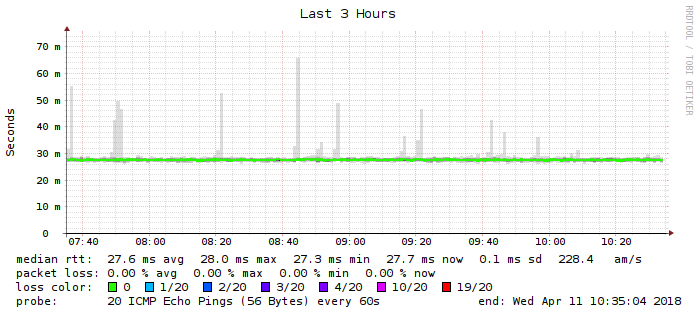 Last 3 Hours
RRDTOOL / TOBI OETIKER
Seconds
70 m
60 m
50 m
40 m
30 m
20 m
10 m
0
07:40 08:00 08:20 08:40 09:00 09:20 09:40 10:00 10:20
median rtt: 27.6 ms avg 28.0 ms max 27.3 ms min 27.7 ms now 0.1 ms sd 228.4 am/s
packet loss: 0.00 % avg 0.00 % max 0.00 % min 0.00 % now
loss color: 0 1/20 2/20 3/20 4/20 10/20 19/20
probe: 20 ICMP Echo Pings (56 Bytes) every 60s end: Wed Apr 11 10:35:04 2018